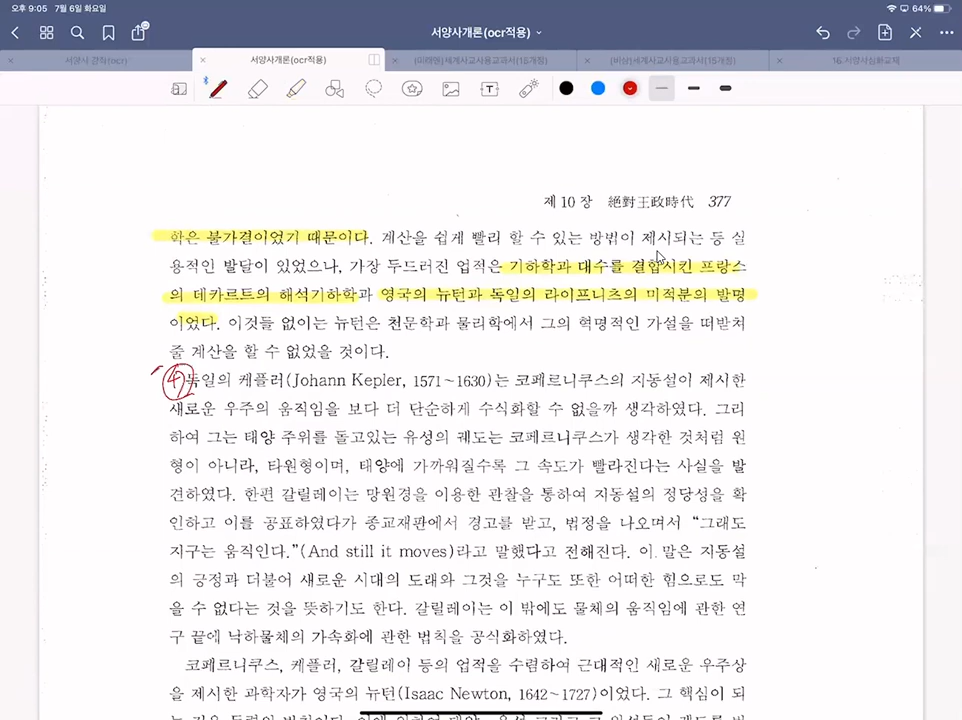 오후 9:05 7월 6일 화요일
64%
서양사개론(ocr적용)
서양사 강좌(ocr)
서양사개론(ocr적용)
(미래엔)세계사교사용교과서(15개정)
(비상)세계사교사용교과서(15개정)
16.서양사심화교재
제 10 장 絶對王政時代 377
학은 불가결이었기 때문이다. 계산을 쉽게 빨리 할 수 있는 방법이 제시되는 등 실
용적인 발달이 있었으나, 가장 두드러진 업적은 기하학과 대수를 결합시킨 프랑스
의 데카르트의 해석기하학과 영국의 뉴턴과 독일의 라이프니츠의 미적분의 발명
이었다. 이것들 없이는 뉴턴은 천문학과 물리학에서 그의 혁명적인 가설을 떠받쳐
줄 계산을 할 수 없었을 것이다.
④ 독일의 케플러(Johann Kepler, 1571~1630)는 코페르니쿠스의 지동설이 제시한
새로운 우주의 움직임을 보다 더 단순하게 수식화할 수 없을까 생각하였다. 그리
하여 그는 태양 주위를 돌고있는 유성의 궤도는 코페르니쿠스가 생각한 것처럼 원
형이 아니라, 타원형이며, 태양에 가까워질수록 그 속도가 빨라진다는 사실을 발
견하였다. 한편 갈릴레이는 망원경을 이용한 관찰을 통하여 지동설의 정당성을 확
인하고 이를 공표하였다가 종교재판에서 경고를 받고, 법정을 나오며서 “그래도
지구는 움직인다.”(And still it moves)라고 말했다고 전해진다. 이 말은 지동설
의 긍정과 더불어 새로운 시대의 도래와 그것을 누구도 또한 어떠한 힘으로도 막
을 수 없다는 것을 뜻하기도 한다. 갈릴레이는 이 밖에도 물체의 움직임에 관한 연
구 끝에 낙하물체의 가속화에 관한 법칙을 공식화하였다.
코페르니쿠스, 케플러, 갈릴레이 등의 업적을 수렴하여 근대적인 새로운 우주상
을 제시한 과학자가 영국의 뉴턴(Isaac Newton, 1642~1727)이었다. 그 핵심이 되